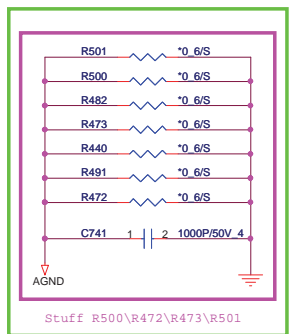 R501 *0_6/S
R500 *0_6/S
R482 *0_6/S
R473 *0_6/S
R440 *0_6/S
R491 *0_6/S
R472 *0_6/S
C741 1 2 1000P/50V_4
AGND
Stuff R500\R472\R473\R501